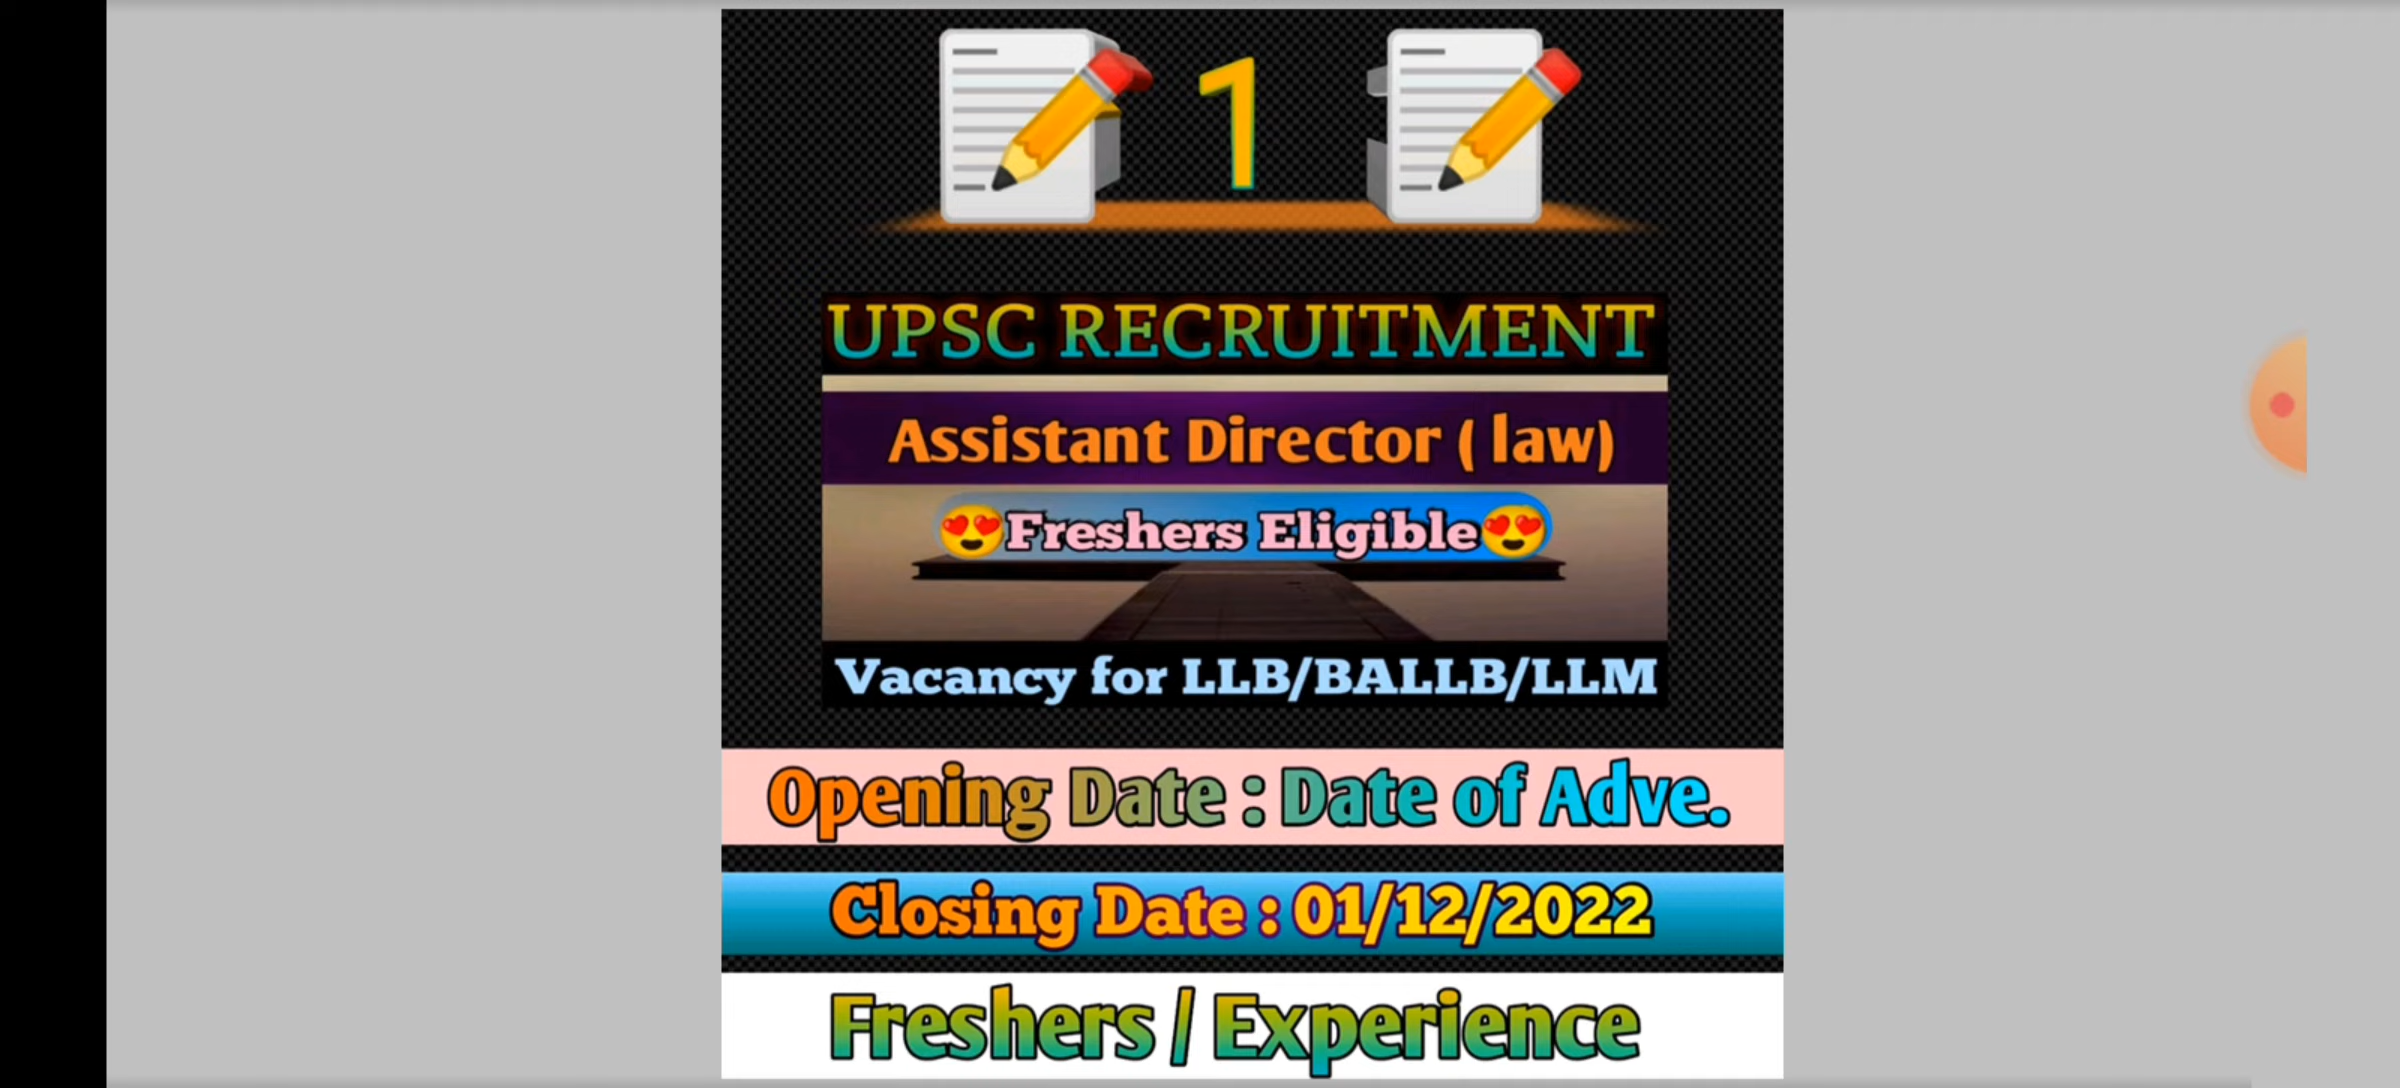 1
UPSC RECRUITMENT
Assistant Director ( law)
😍Freshers Eligible😍
Vacancy for LLB/BALLB/LLM
Opening Date : Date of Adve.
Closing Date : 01/12/2022
Freshers / Experience